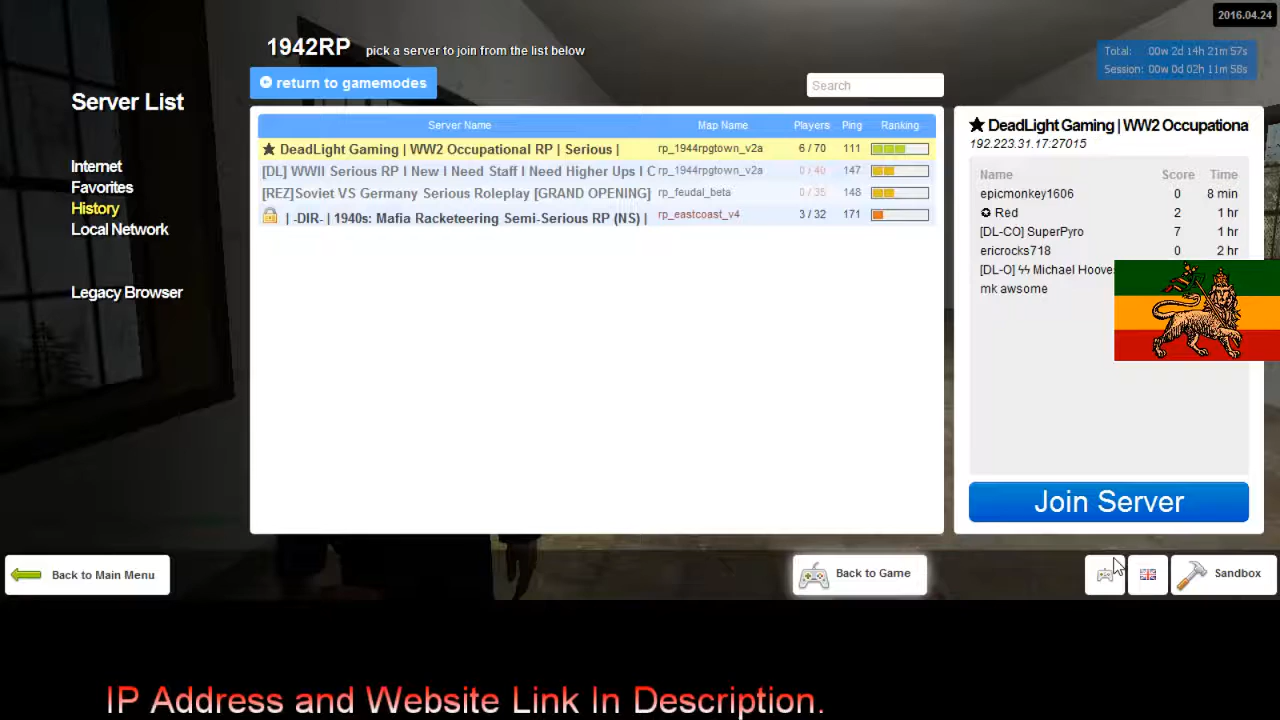 2016.04.24
1942RP pick a server to join from the list below
Total: 00w 2d 14h 21m 57s
Session: 00w 0d 02h 11m 58s
return to gamemodes
Search
Server List
Internet
Favorites
History
Local Network
Legacy Browser
Server Name Map Name Players Ping Ranking
★ DeadLight Gaming | WW2 Occupational RP | Serious | rp_1944rpgtown_v2a 6 / 70 111
[DL] WWII Serious RP I New I Need Staff I Need Higher Ups I C rp_1944rpgtown_v2a 0 / 40 147
[REZ]Soviet VS Germany Serious Roleplay [GRAND OPENING] rp_feudal_beta 0 / 35 148
| -DIR- | 1940s: Mafia Racketeering Semi-Serious RP (NS) | rp_eastcoast_v4 3 / 32 171
★ DeadLight Gaming | WW2 Occupationa
192.223.31.17:27015
Name Score Time
epicmonkey1606 0 8 min
✪ Red 2 1 hr
[DL-CO] SuperPyro 7 1 hr
ericrocks718 0 2 hr
[DL-O] ϟϟ Michael Hoove
mk awsome
Join Server
Back to Main Menu
Back to Game
Sandbox
IP Address and Website Link In Description.